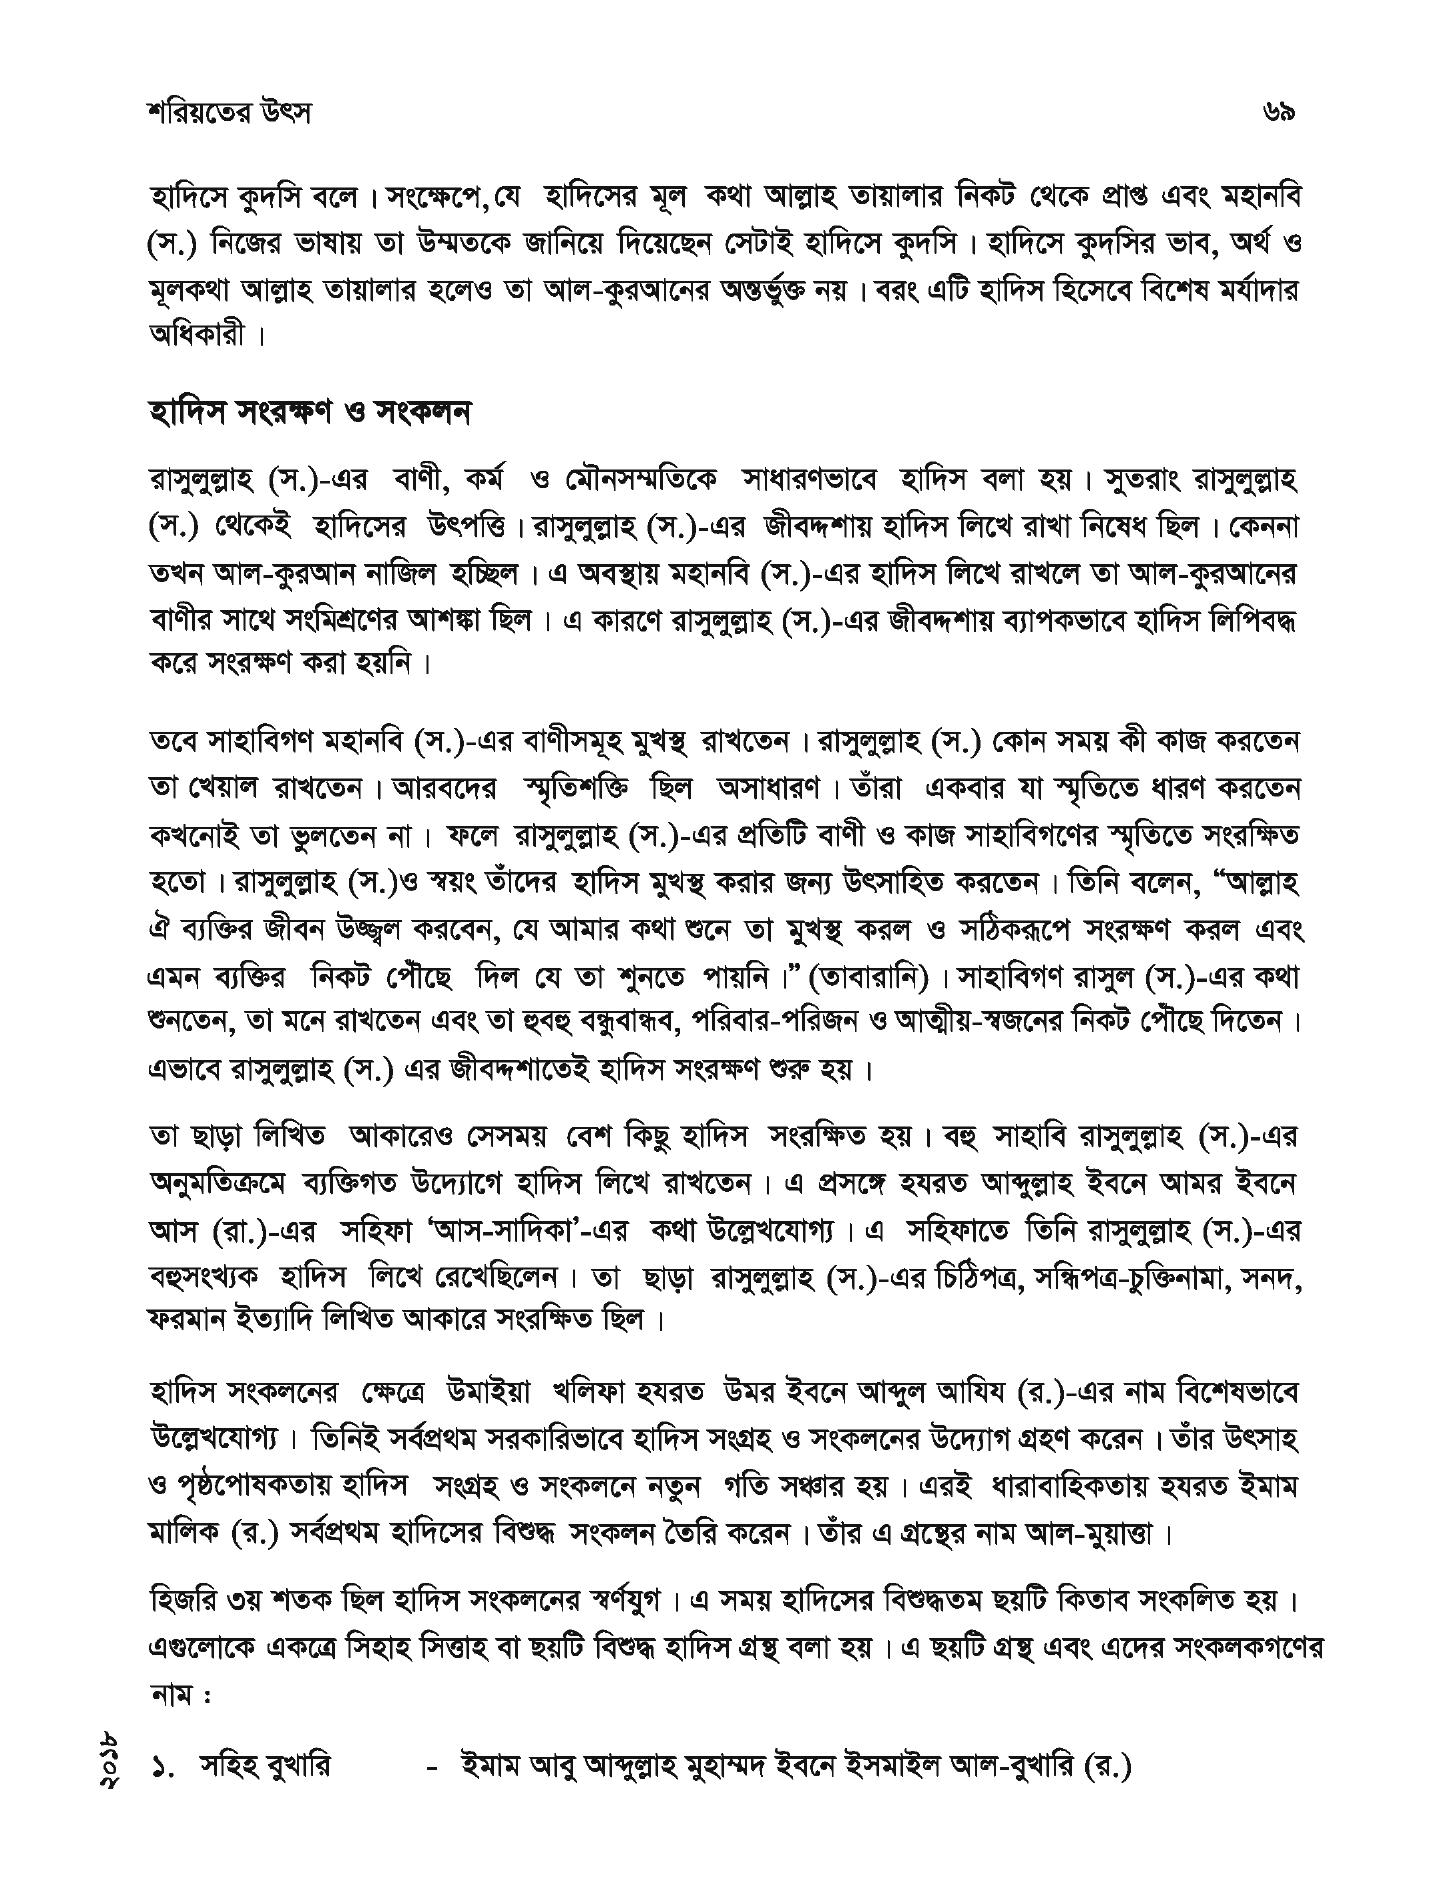 শরিয়তের উৎস ৬৯
হাদিসে কুদসি বলে। সংক্ষেপে, যে হাদিসের মূল কথা আল্লাহ তায়ালার নিকট থেকে প্রাপ্ত এবং মহানবি
(স.) নিজের ভাষায় তা উম্মতকে জানিয়ে দিয়েছেন সেটাই হাদিসে কুদসি। হাদিসে কুদসির ভাব, অর্থ ও
মূলকথা আল্লাহ তায়ালার হলেও তা আল-কুরআনের অন্তর্ভুক্ত নয়। বরং এটি হাদিস হিসেবে বিশেষ মর্যাদার
অধিকারী।
হাদিস সংরক্ষণ ও সংকলন
রাসুলুল্লাহ (স.)-এর বাণী, কর্ম ও মৌনসম্মতিকে সাধারণভাবে হাদিস বলা হয়। সুতরাং রাসুলুল্লাহ
(স.) থেকেই হাদিসের উৎপত্তি। রাসুলুল্লাহ (স.)-এর জীবদ্দশায় হাদিস লিখে রাখা নিষেধ ছিল। কেননা
তখন আল-কুরআন নাজিল হচ্ছিল। এ অবস্থায় মহানবি (স.)-এর হাদিস লিখে রাখলে তা আল-কুরআনের
বাণীর সাথে সংমিশ্রণের আশঙ্কা ছিল। এ কারণে রাসুলুল্লাহ (স.)-এর জীবদ্দশায় ব্যাপকভাবে হাদিস লিপিবদ্ধ
করে সংরক্ষণ করা হয়নি।
তবে সাহাবিগণ মহানবি (স.)-এর বাণীসমূহ মুখস্থ রাখতেন। রাসুলুল্লাহ (স.) কোন সময় কী কাজ করতেন
তা খেয়াল রাখতেন। আরবদের স্মৃতিশক্তি ছিল অসাধারণ। তাঁরা একবার যা স্মৃতিতে ধারণ করতেন
কখনোই তা ভুলতেন না। ফলে রাসুলুল্লাহ (স.)-এর প্রতিটি বাণী ও কাজ সাহাবিগণের স্মৃতিতে সংরক্ষিত
হতো। রাসুলুল্লাহ (স.)ও স্বয়ং তাঁদের হাদিস মুখস্থ করার জন্য উৎসাহিত করতেন। তিনি বলেন, “আল্লাহ
ঐ ব্যক্তির জীবন উজ্জ্বল করবেন, যে আমার কথা শুনে তা মুখস্থ করল ও সঠিকরূপে সংরক্ষণ করল এবং
এমন ব্যক্তির নিকট পৌঁছে দিল যে তা শুনতে পায়নি।” (তাবারানি)। সাহাবিগণ রাসুল (স.)-এর কথা
শুনতেন, তা মনে রাখতেন এবং তা হুবহু বন্ধুবান্ধব, পরিবার-পরিজন ও আত্মীয়-স্বজনের নিকট পৌঁছে দিতেন।
এভাবে রাসুলুল্লাহ (স.) এর জীবদ্দশাতেই হাদিস সংরক্ষণ শুরু হয়।
তা ছাড়া লিখিত আকারেও সেসময় বেশ কিছু হাদিস সংরক্ষিত হয়। বহু সাহাবি রাসুলুল্লাহ (স.)-এর
অনুমতিক্রমে ব্যক্তিগত উদ্যোগে হাদিস লিখে রাখতেন। এ প্রসঙ্গে হযরত আব্দুল্লাহ ইবনে আমর ইবনে
আস (রা.)-এর সহিফা ‘আস-সাদিকা’-এর কথা উল্লেখযোগ্য। এ সহিফাতে তিনি রাসুলুল্লাহ (স.)-এর
বহুসংখ্যক হাদিস লিখে রেখেছিলেন। তা ছাড়া রাসুলুল্লাহ (স.)-এর চিঠিপত্র, সন্ধিপত্র-চুক্তিনামা, সনদ,
ফরমান ইত্যাদি লিখিত আকারে সংরক্ষিত ছিল।
হাদিস সংকলনের ক্ষেত্রে উমাইয়া খলিফা হযরত উমর ইবনে আব্দুল আযিয (র.)-এর নাম বিশেষভাবে
উল্লেখযোগ্য। তিনিই সর্বপ্রথম সরকারিভাবে হাদিস সংগ্রহ ও সংকলনের উদ্যোগ গ্রহণ করেন। তাঁর উৎসাহ
ও পৃষ্ঠপোষকতায় হাদিস সংগ্রহ ও সংকলনে নতুন গতি সঞ্চার হয়। এরই ধারাবাহিকতায় হযরত ইমাম
মালিক (র.) সর্বপ্রথম হাদিসের বিশুদ্ধ সংকলন তৈরি করেন। তাঁর এ গ্রন্থের নাম আল-মুয়াত্তা।
হিজরি ৩য় শতক ছিল হাদিস সংকলনের স্বর্ণযুগ। এ সময় হাদিসের বিশুদ্ধতম ছয়টি কিতাব সংকলিত হয়।
এগুলোকে একত্রে সিহাহ সিত্তাহ বা ছয়টি বিশুদ্ধ হাদিস গ্রন্থ বলা হয়। এ ছয়টি গ্রন্থ এবং এদের সংকলকগণের
নাম :
১. সহিহ বুখারি - ইমাম আবু আব্দুল্লাহ মুহাম্মদ ইবনে ইসমাইল আল-বুখারি (র.)
২০১৮